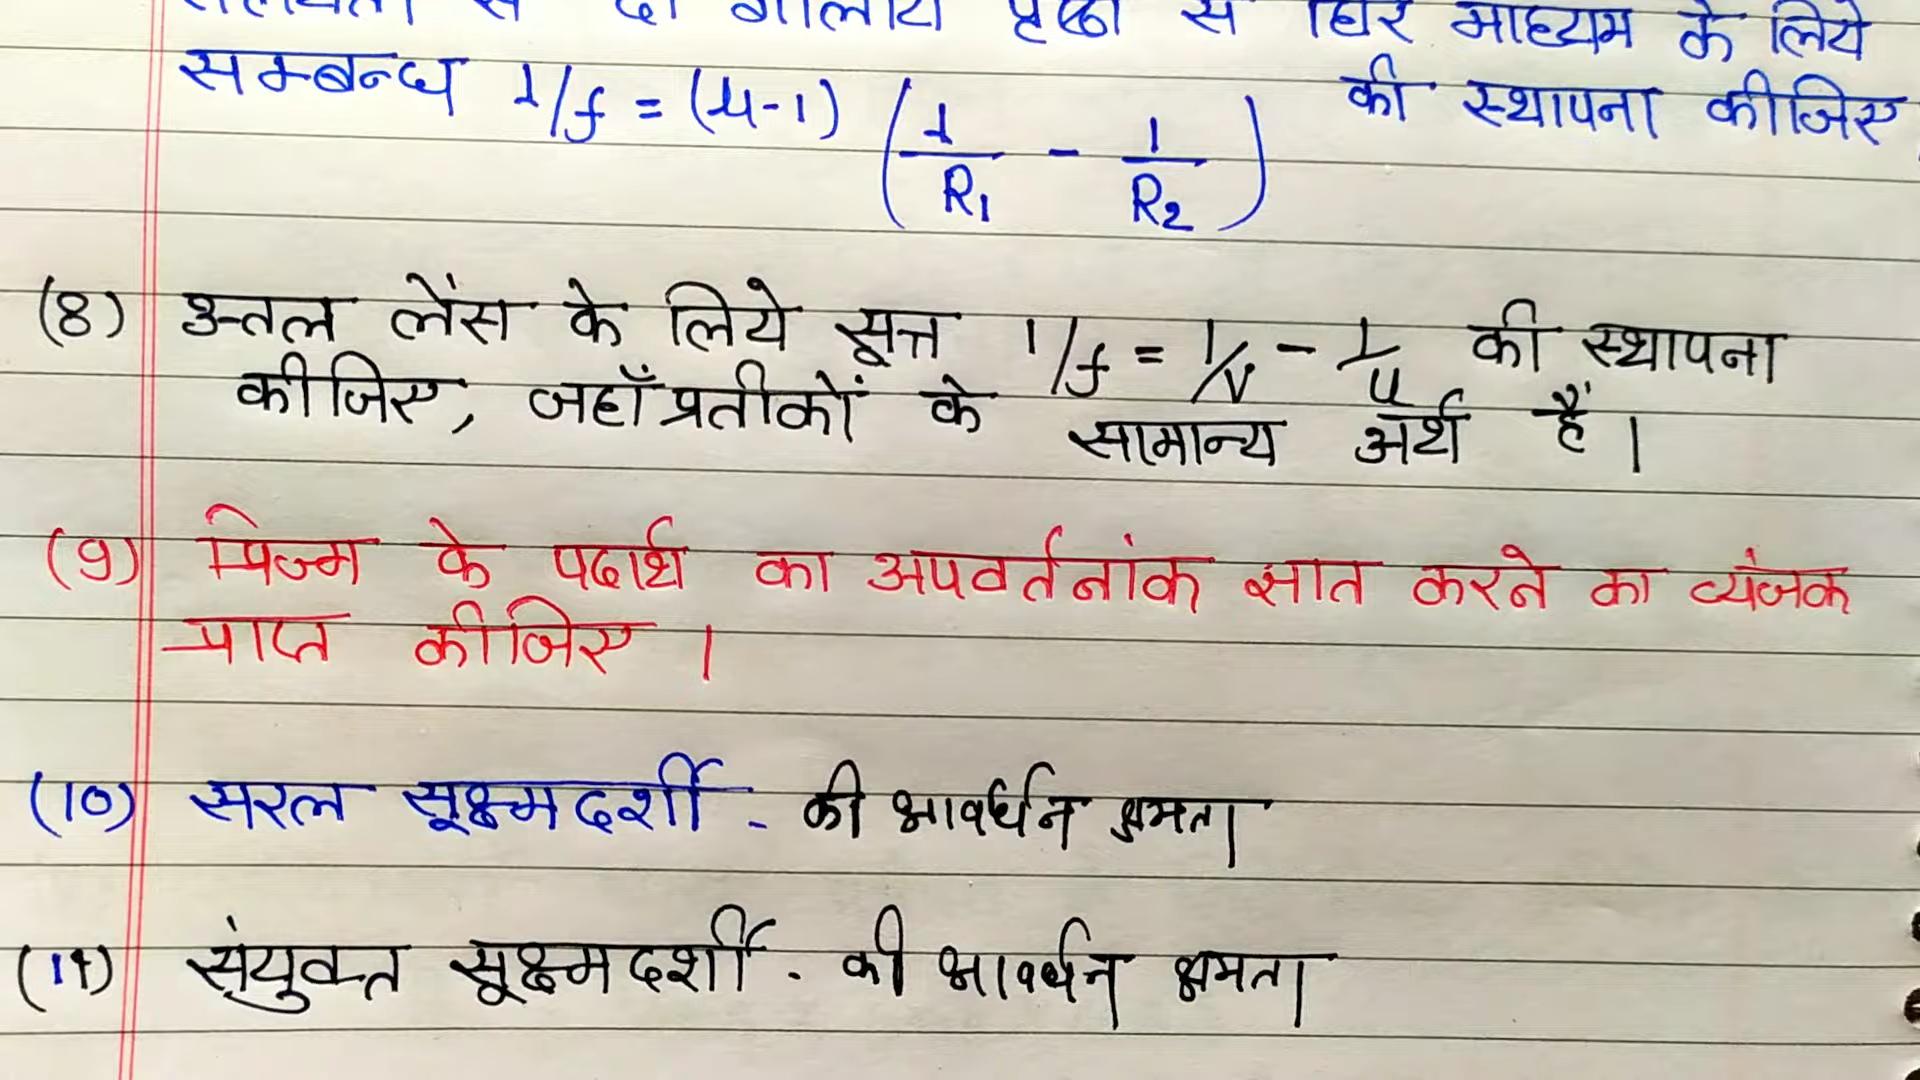 से दो गोलीय पृष्ठों से घिरे माध्यम के लिये
सम्बन्ध 1/f = (μ-1) (1/R₁ - 1/R₂) की स्थापना कीजिए
(8) उत्तल लेंस के लिये सूत्र 1/f = 1/v - 1/u की स्थापना
कीजिए, जहाँ प्रतीकों के सामान्य अर्थ हैं।
(9) प्रिज्म के पदार्थ का अपवर्तनांक ज्ञात करने का व्यंजक
प्राप्त कीजिए।
(10) सरल सूक्ष्मदर्शी - की आवर्धन क्षमता
(11) संयुक्त सूक्ष्मदर्शी - की आवर्धन क्षमता